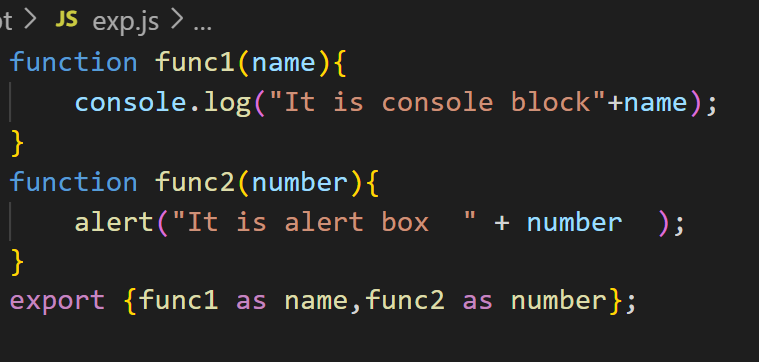 pt > JS exp.js > ...
function func1(name){
    console.log("It is console block"+name);
}
function func2(number){
    alert("It is alert box  " + number  );
}
export {func1 as name,func2 as number};